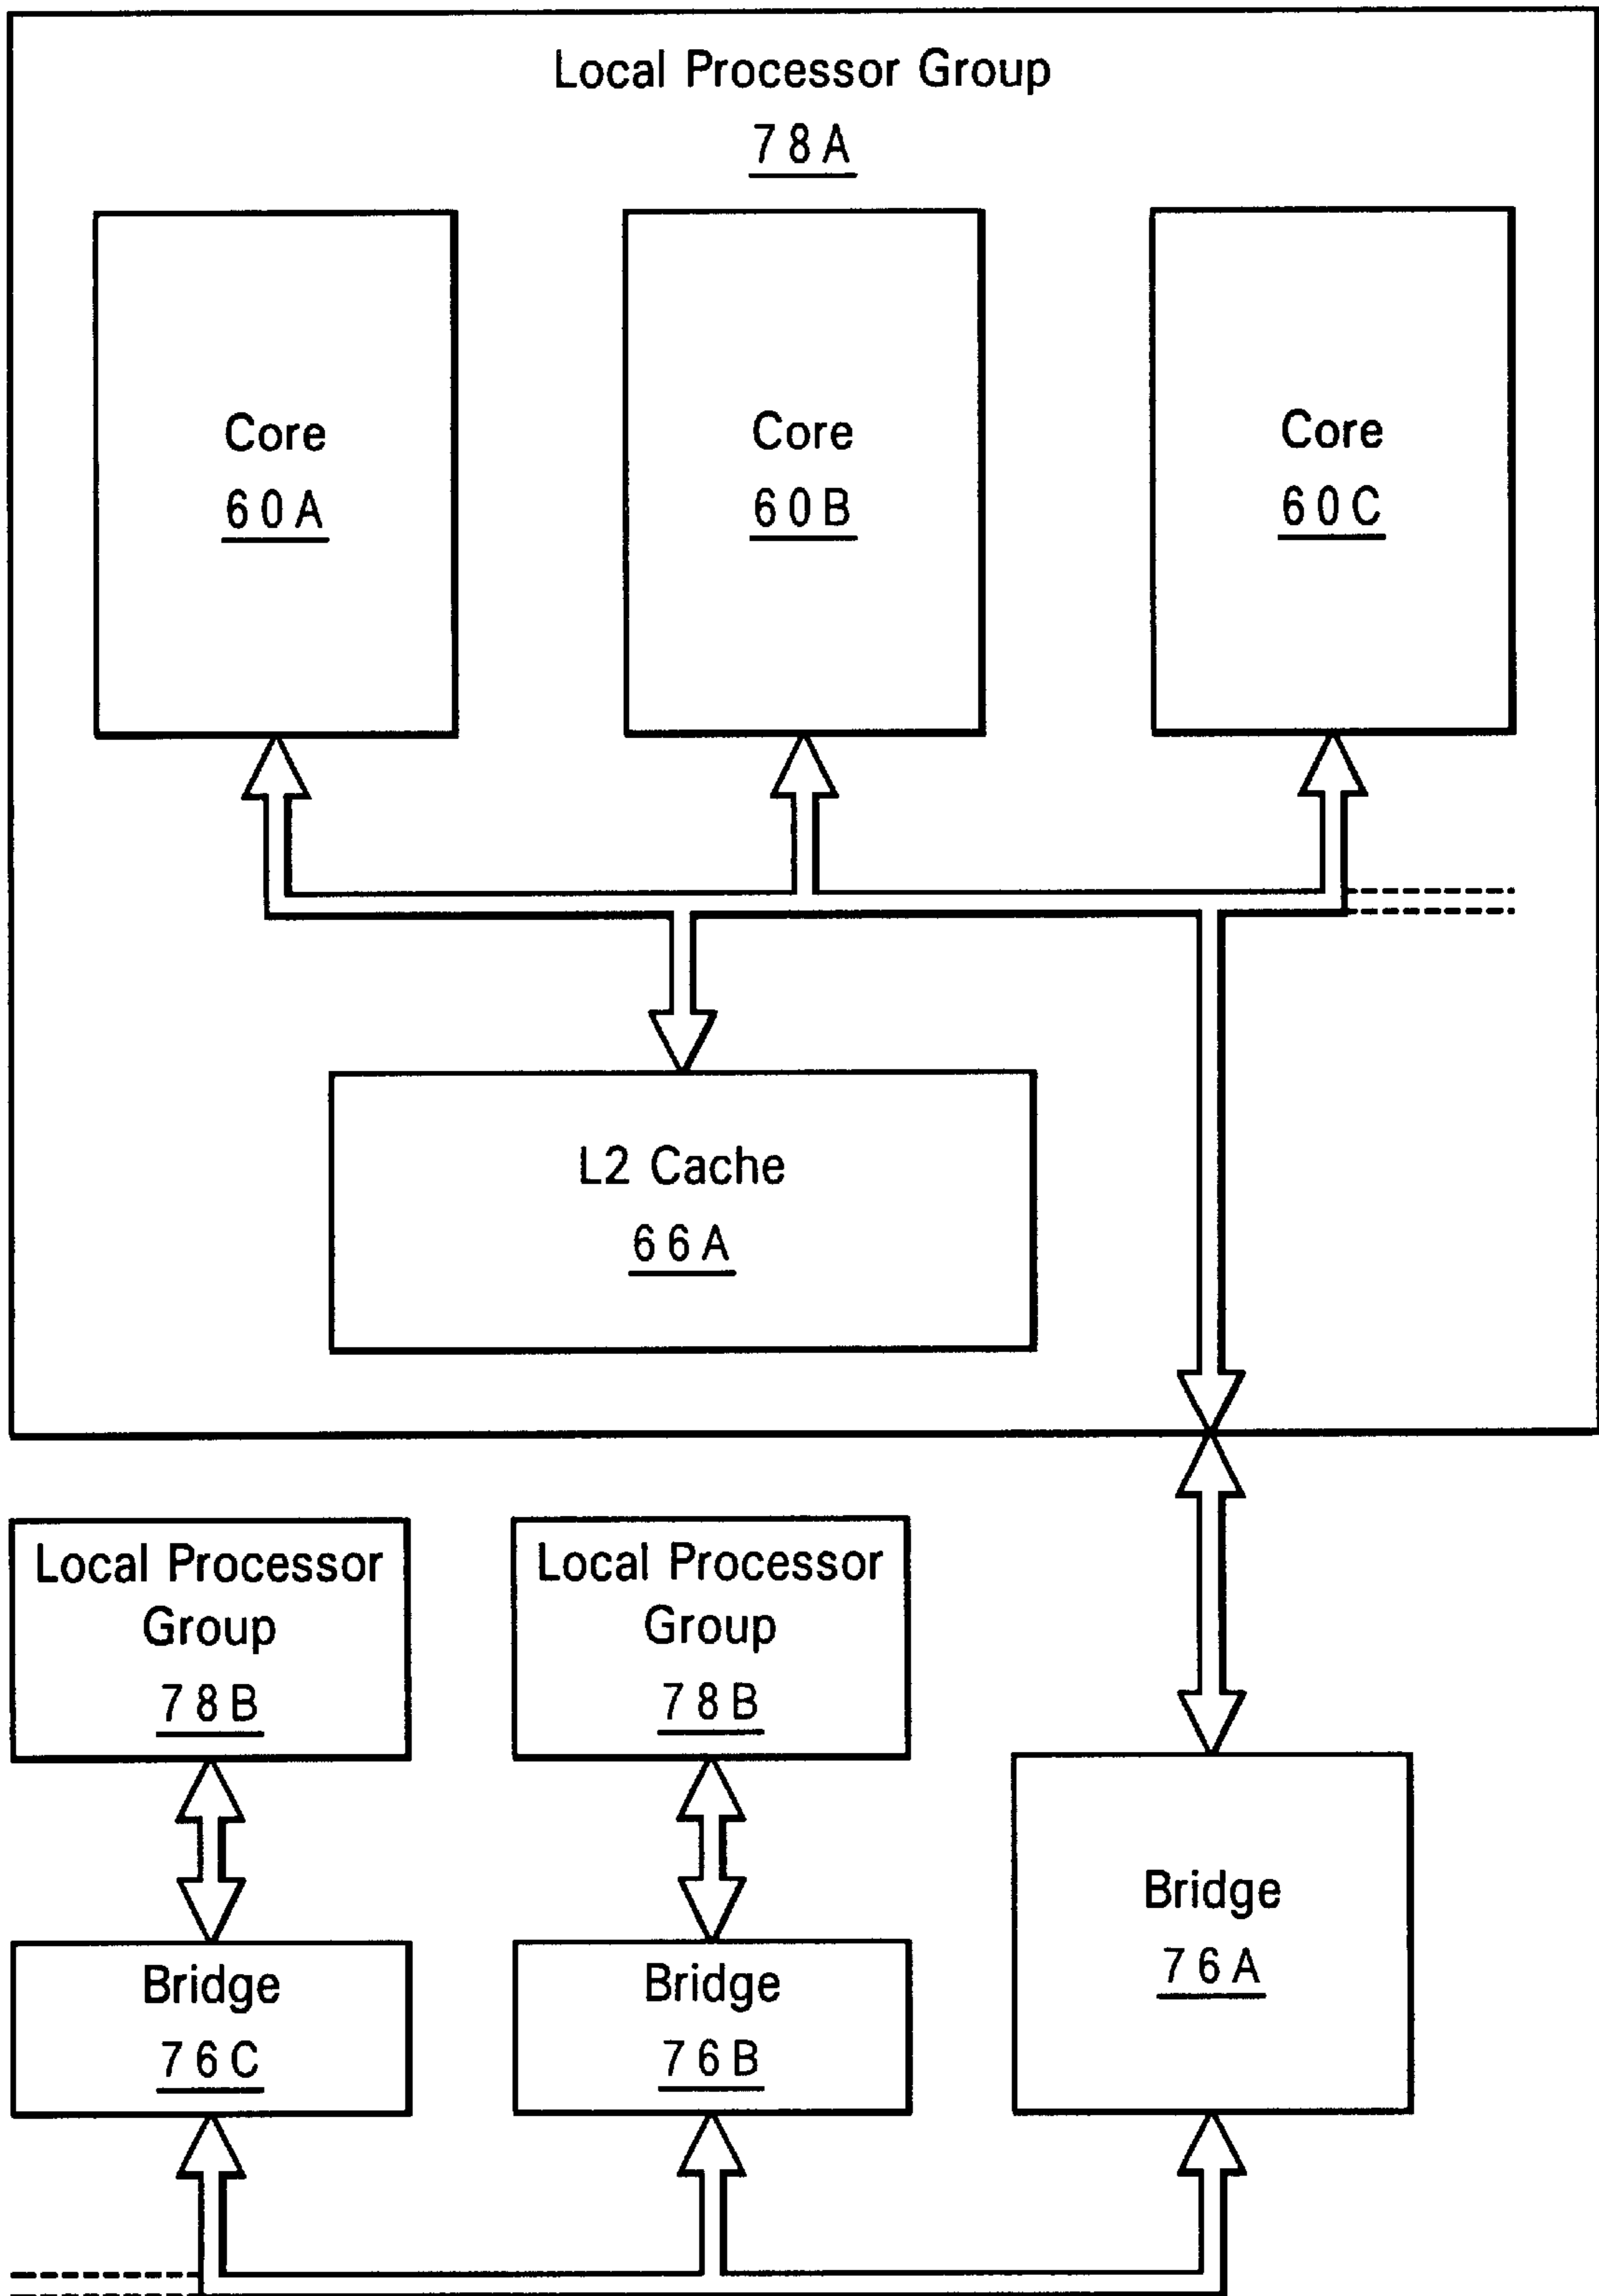 Local Processor Group
78A
Core
60A
Core
60B
Core
60C
L2 Cache
66A
Local Processor
Group
78B
Local Processor
Group
78B
Bridge
76A
Bridge
76C
Bridge
76B